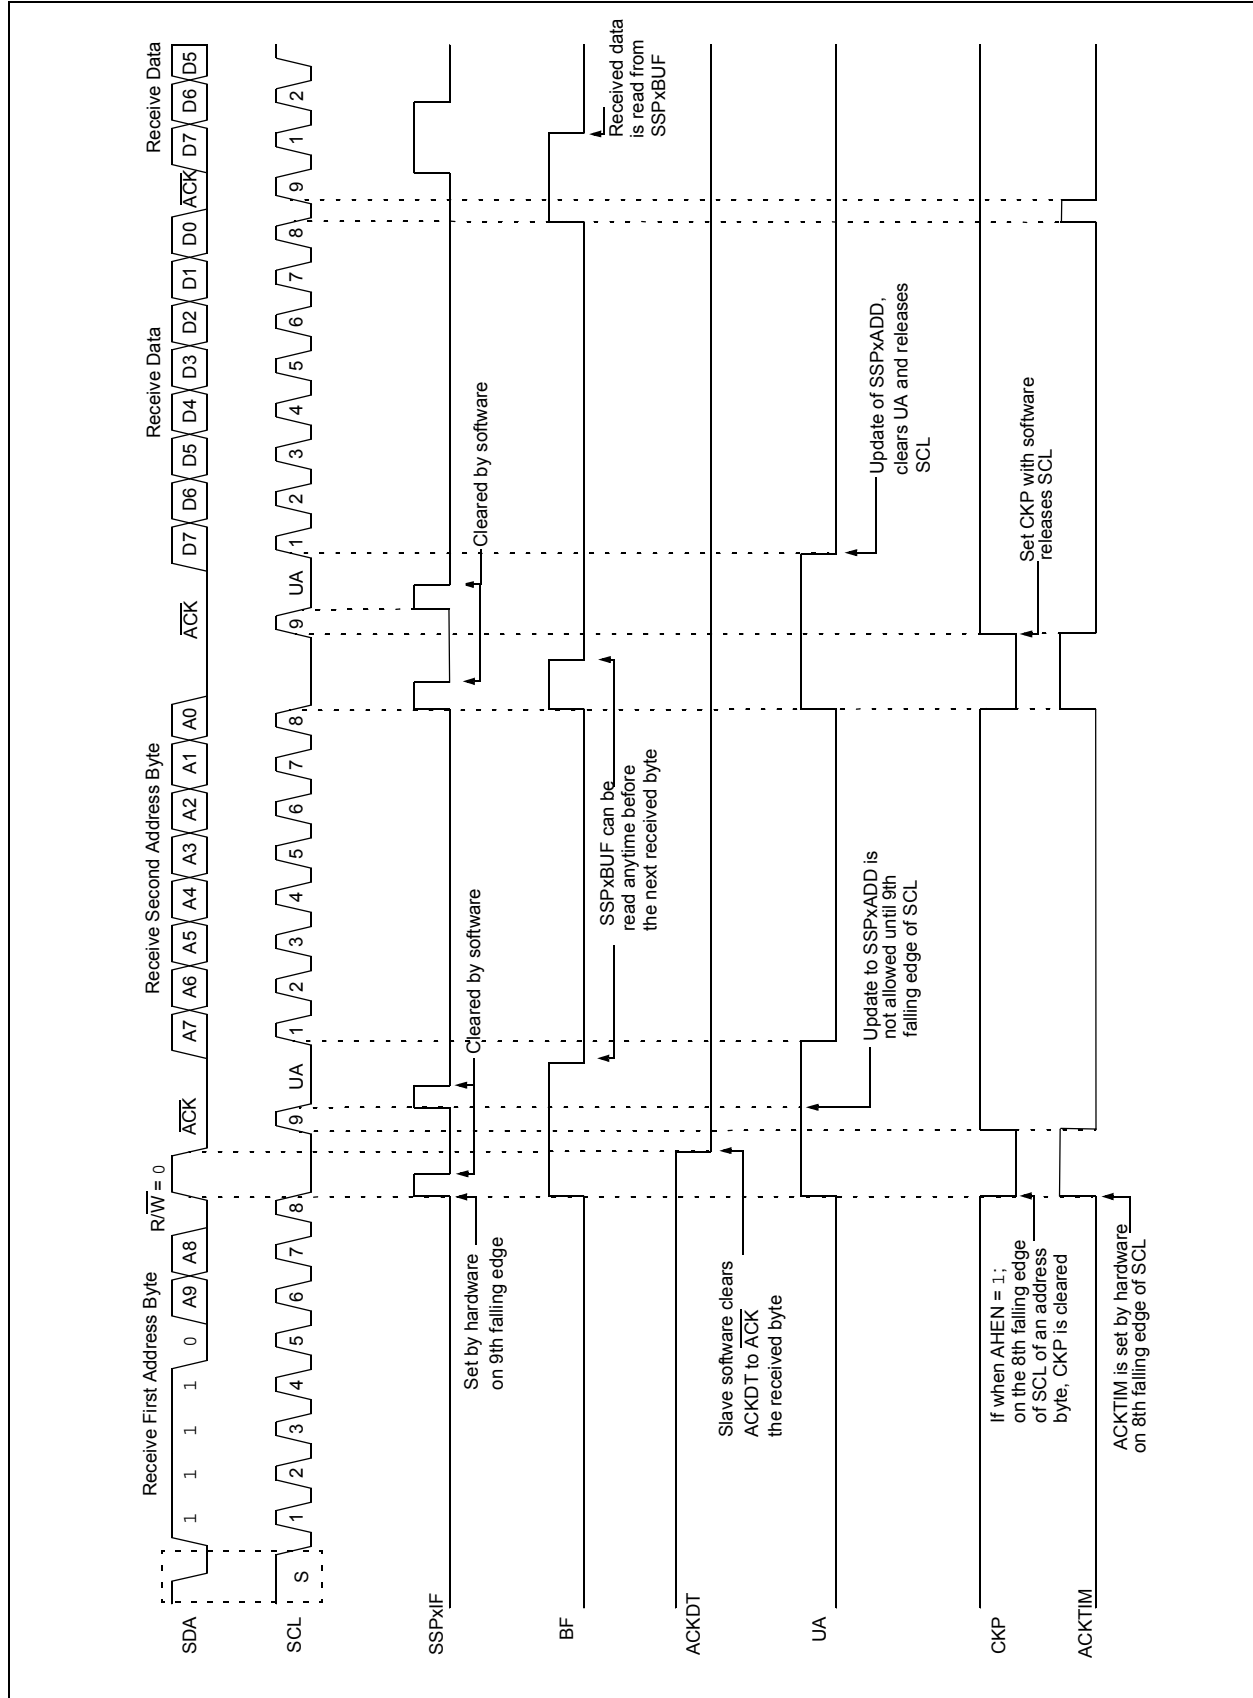 Receive First Address Byte
R/W = 0
ACK
Receive Second Address Byte
ACK
Receive Data
ACK
Receive Data
SDA
1 1 1 1 0 A9 A8
A7 A6 A5 A4 A3 A2 A1 A0
D7 D6 D5 D4 D3 D2 D1 D0
D7 D6 D5
SCL
S
1 2 3 4 5 6 7 8 9 UA
1 2 3 4 5 6 7 8 9 UA
1 2 3 4 5 6 7 8 9
1 2
SSPxIF
Set by hardware
on 9th falling edge
Cleared by software
Cleared by software
BF
SSPxBUF can be
read anytime before
the next received byte
Received data
is read from
SSPxBUF
ACKDT
Slave software clears
ACKDT to ACK
the received byte
UA
Update to SSPxADD is
not allowed until 9th
falling edge of SCL
Update of SSPxADD,
clears UA and releases
SCL
CKP
If when AHEN = 1;
on the 8th falling edge
of SCL of an address
byte, CKP is cleared
Set CKP with software
releases SCL
ACKTIM
ACKTIM is set by hardware
on 8th falling edge of SCL